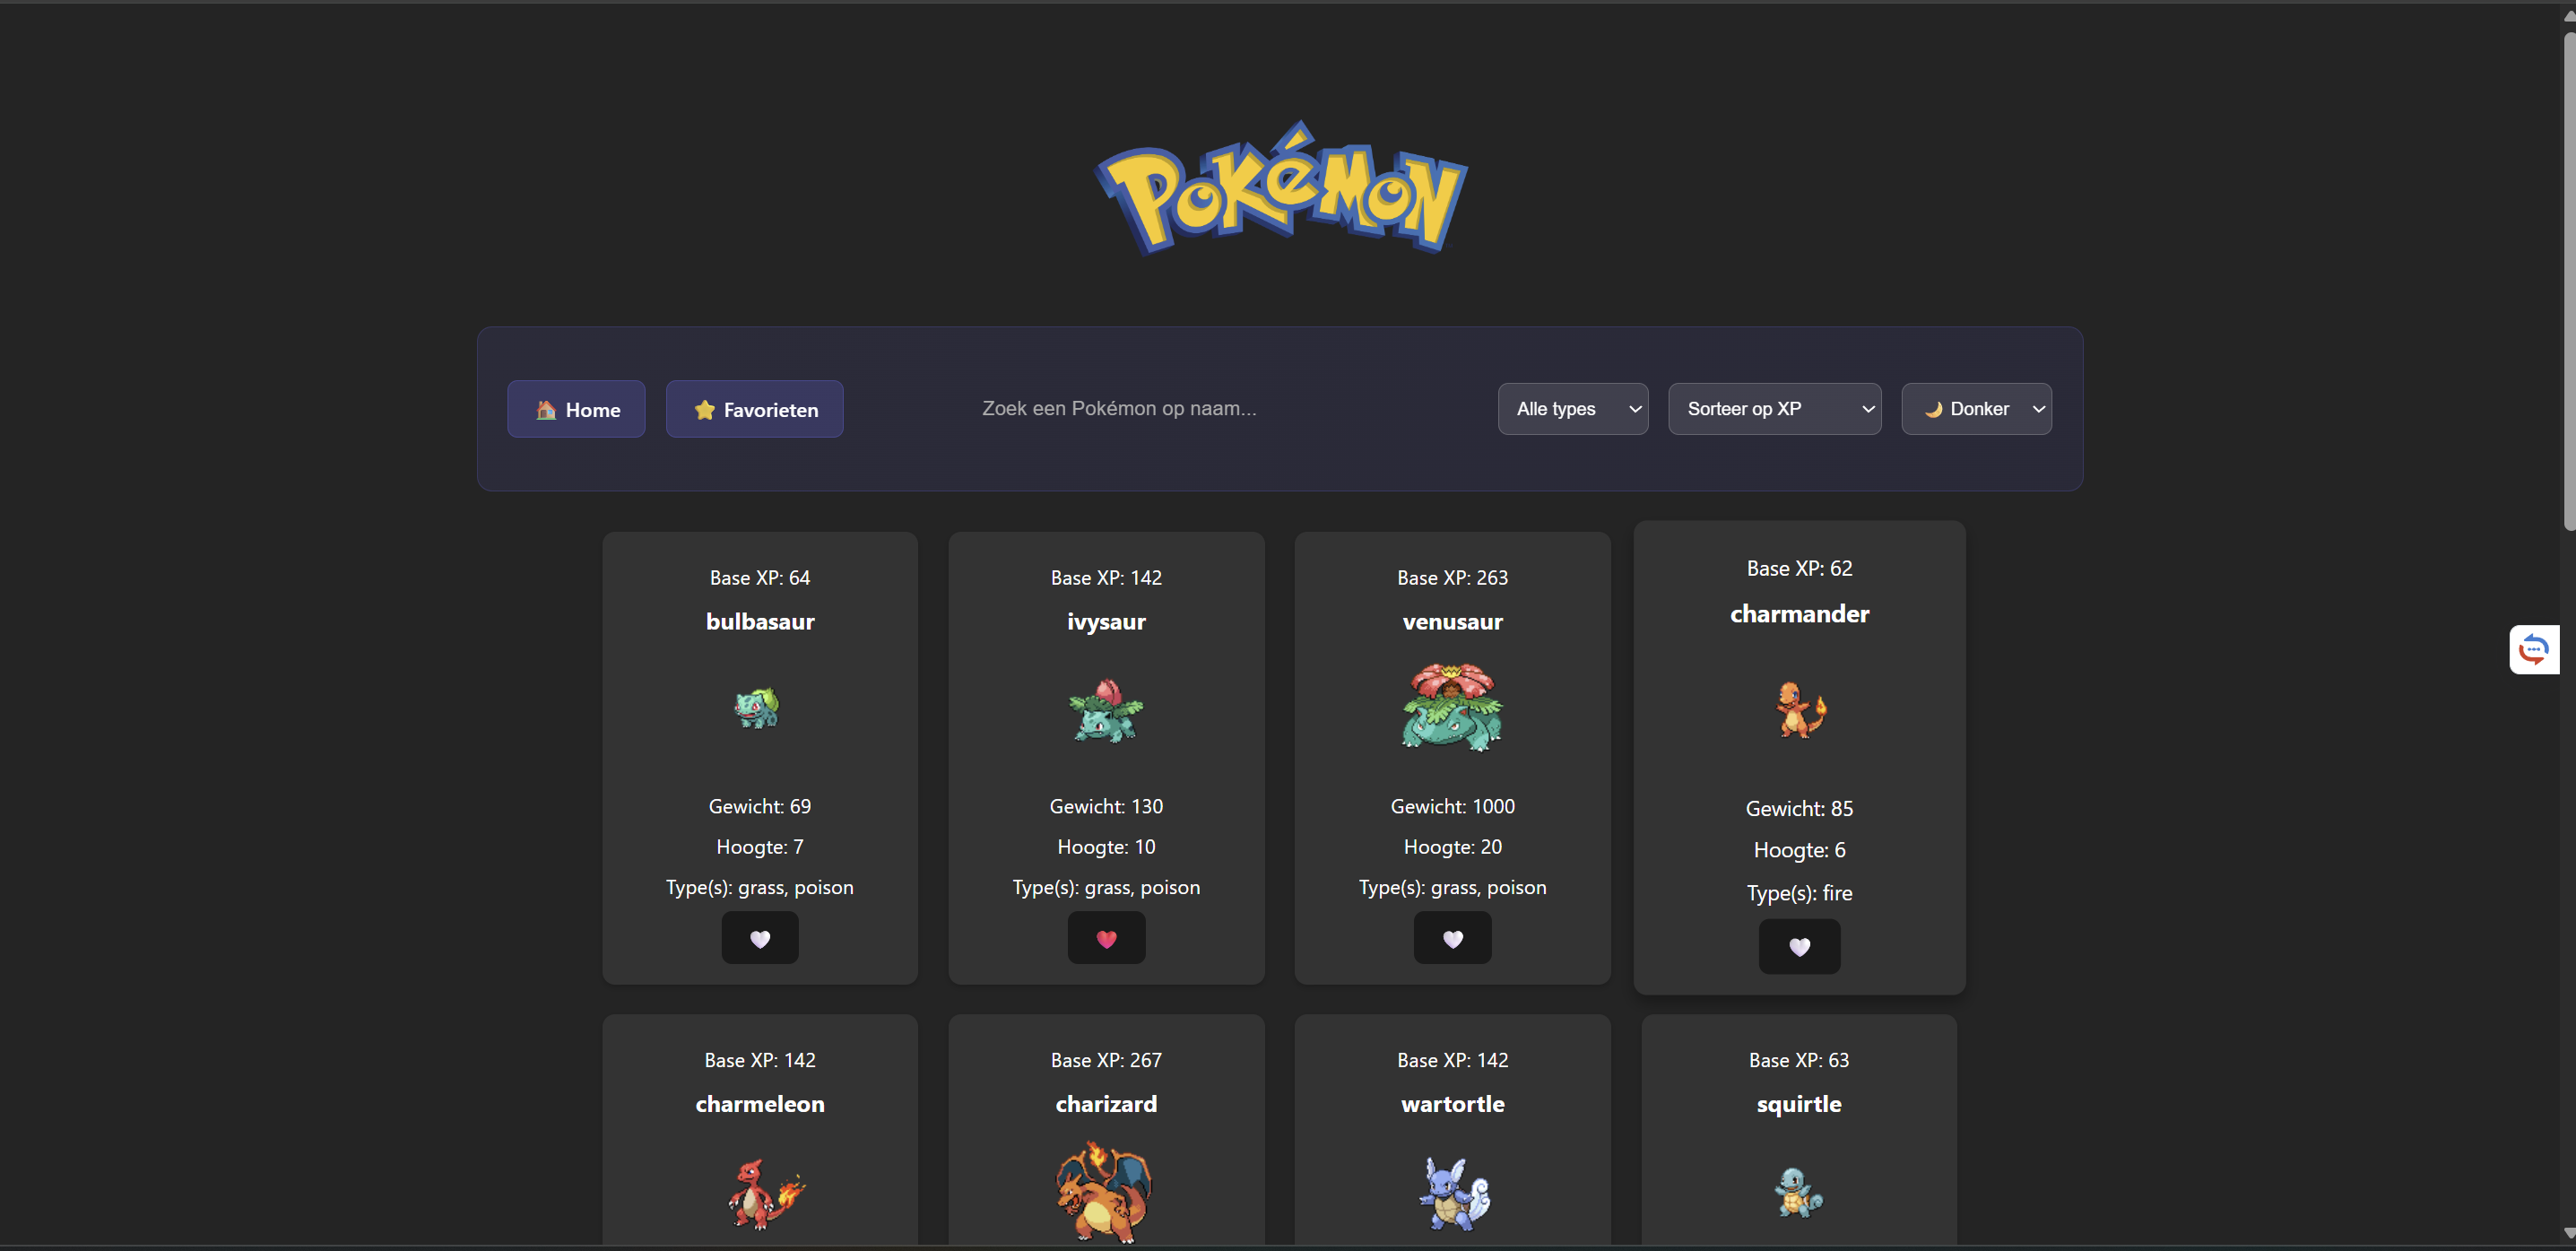 POKéMON
Home
Favorieten
Zoek een Pokémon op naam...
Alle types
Sorteer op XP
Donker
Base XP: 64
bulbasaur
Gewicht: 69
Hoogte: 7
Type(s): grass, poison
Base XP: 142
ivysaur
Gewicht: 130
Hoogte: 10
Type(s): grass, poison
Base XP: 263
venusaur
Gewicht: 1000
Hoogte: 20
Type(s): grass, poison
Base XP: 62
charmander
Gewicht: 85
Hoogte: 6
Type(s): fire
Base XP: 142
charmeleon
Base XP: 267
charizard
Base XP: 142
wartortle
Base XP: 63
squirtle